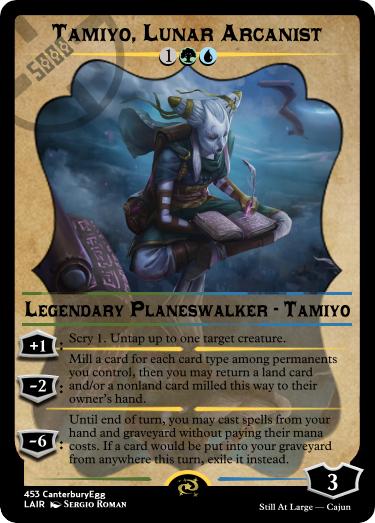 Tamiyo, Lunar Arcanist
1
5000
Legendary Planeswalker - Tamiyo
+1: Scry 1. Untap up to one target creature.
Mill a card for each card type among permanents
you control, then you may return a land card
-2: and/or a nonland card milled this way to their
owner's hand.
Until end of turn, you may cast spells from your
hand and graveyard without paying their mana
-6: costs. If a card would be put into your graveyard
from anywhere this turn, exile it instead.
3
453 CanterburyEgg
LAIR Sergio Roman
Still At Large — Cajun